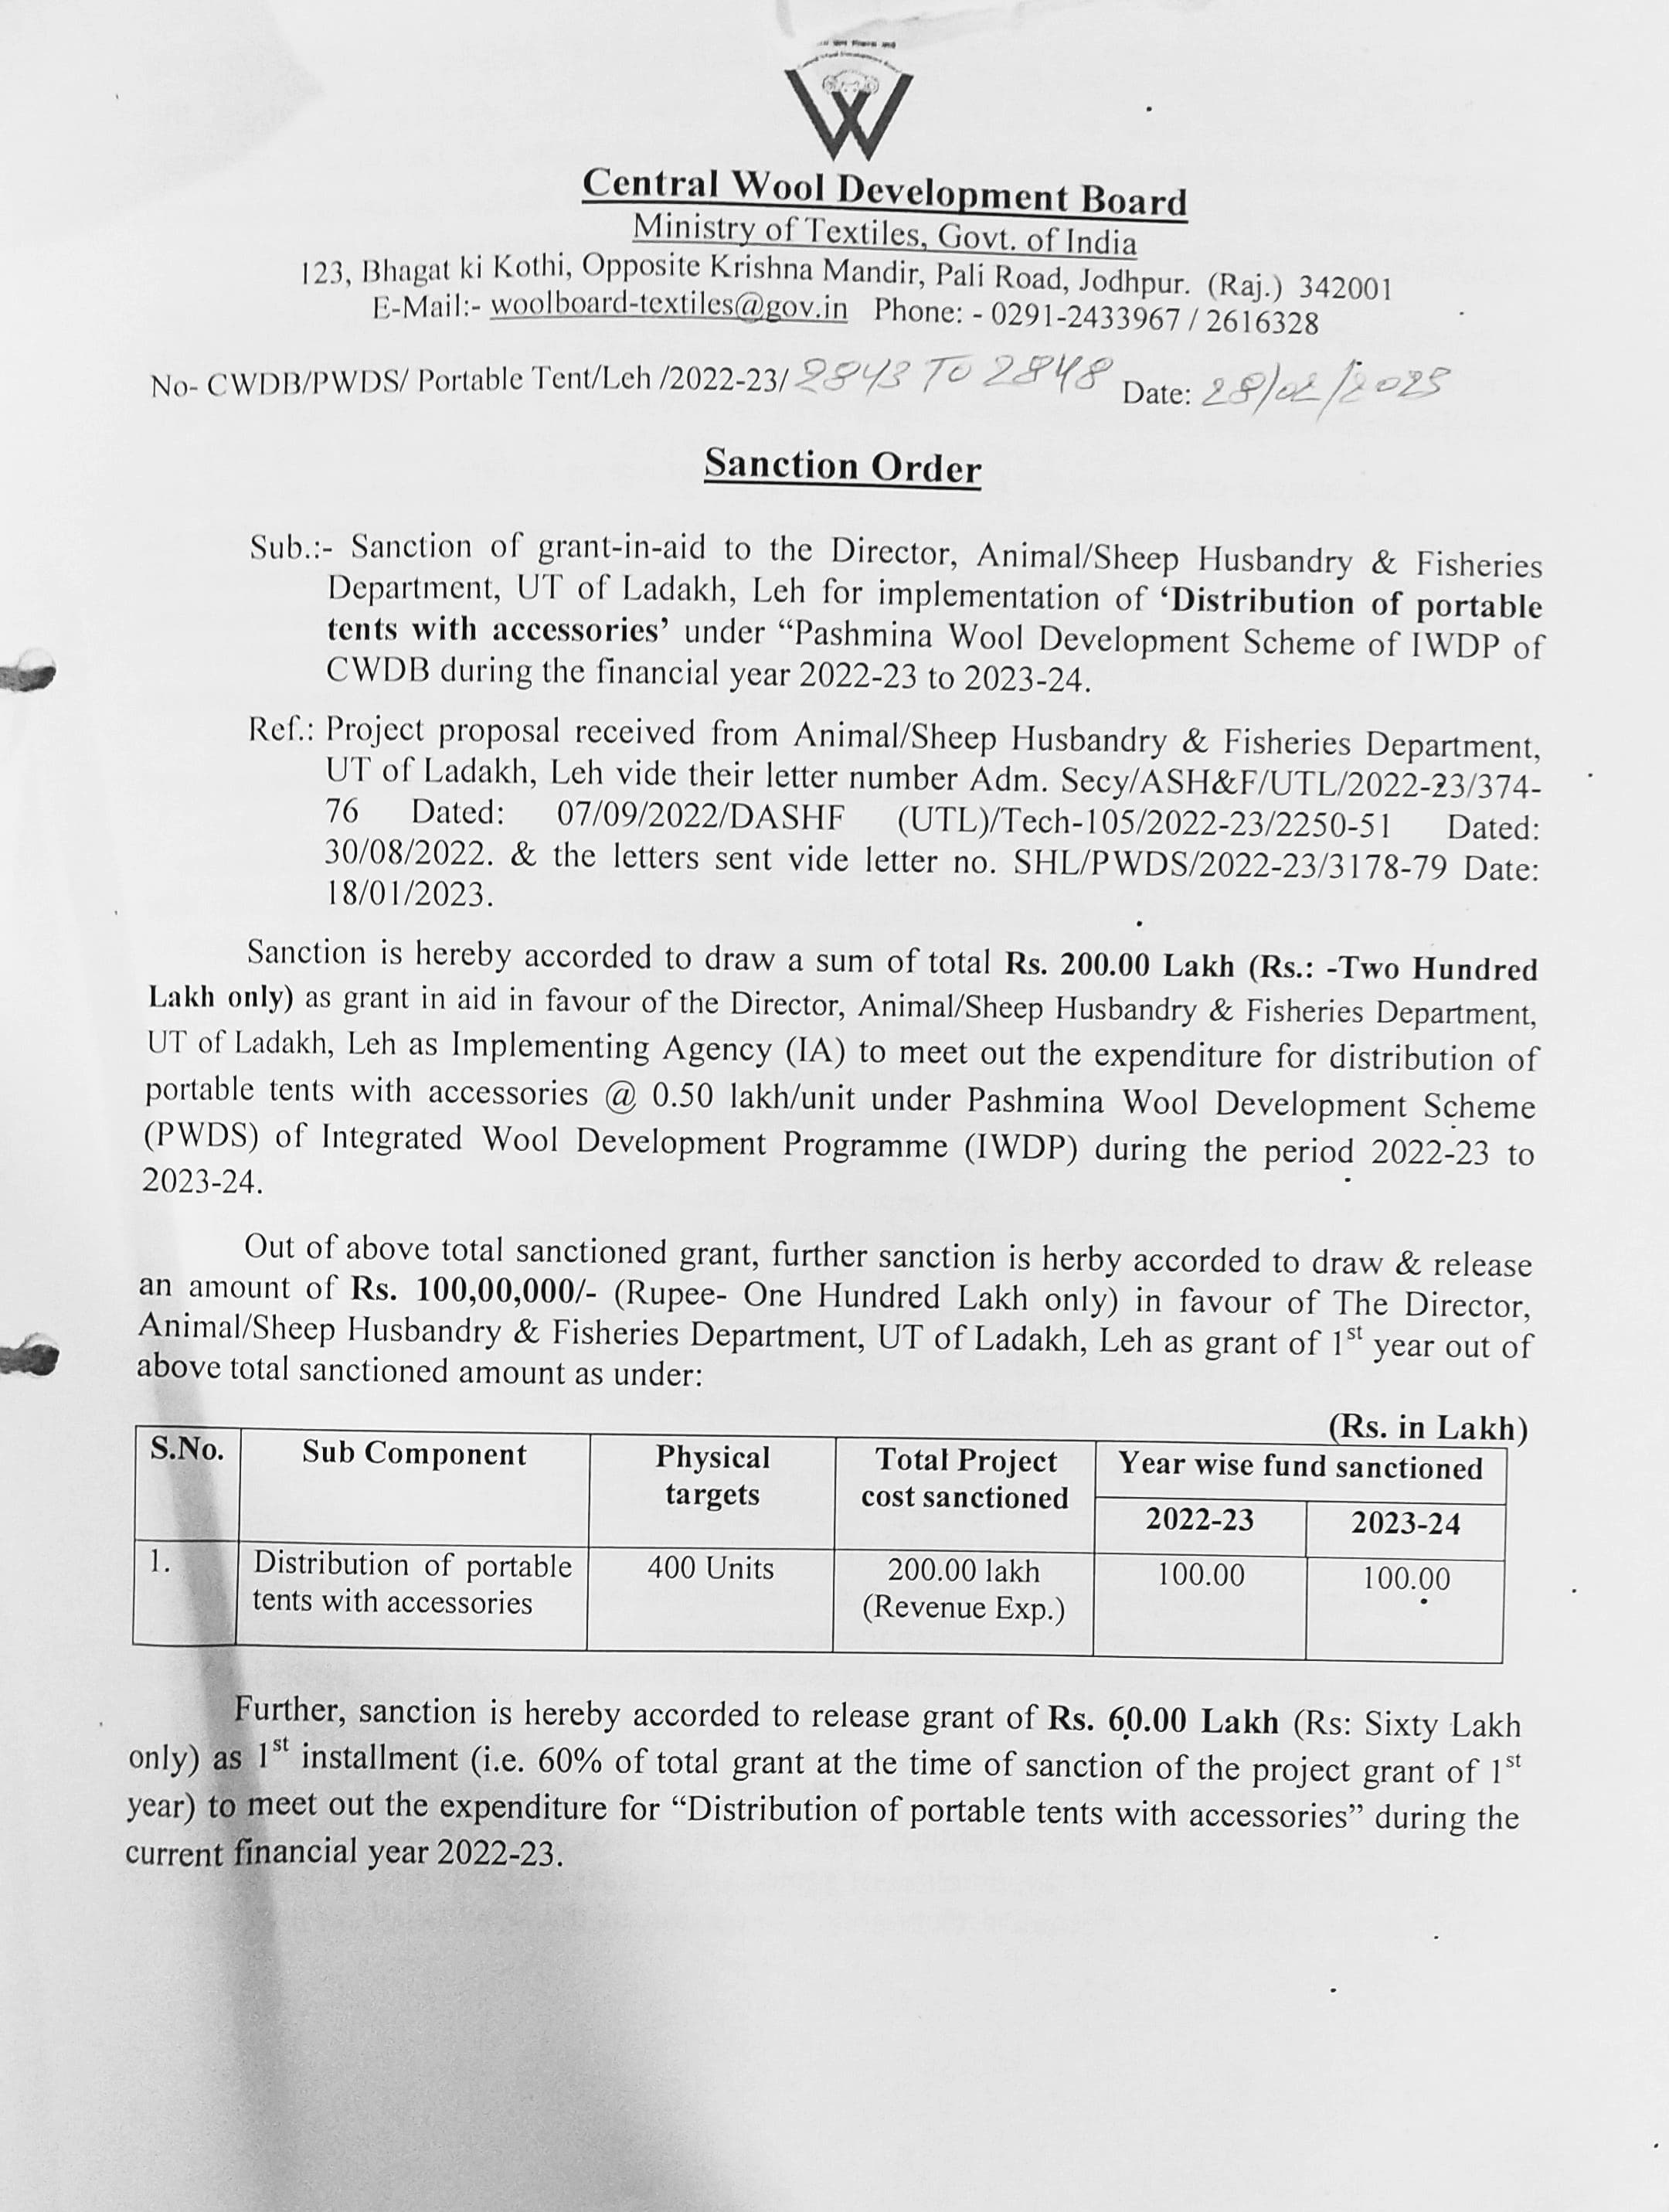 Central Wool Development Board
Ministry of Textiles, Govt. of India
123, Bhagat ki Kothi, Opposite Krishna Mandir, Pali Road, Jodhpur. (Raj.) 342001
E-Mail:- woolboard-textiles@gov.in Phone: - 0291-2433967 / 2616328
No- CWDB/PWDS/ Portable Tent/Leh /2022-23/ 2843 TO 2848 Date: 28/02/2023
Sanction Order
Sub.:- Sanction of grant-in-aid to the Director, Animal/Sheep Husbandry & Fisheries
Department, UT of Ladakh, Leh for implementation of ‘Distribution of portable
tents with accessories’ under “Pashmina Wool Development Scheme of IWDP of
CWDB during the financial year 2022-23 to 2023-24.
Ref.: Project proposal received from Animal/Sheep Husbandry & Fisheries Department,
UT of Ladakh, Leh vide their letter number Adm. Secy/ASH&F/UTL/2022-23/374-
76 Dated: 07/09/2022/DASHF (UTL)/Tech-105/2022-23/2250-51 Dated:
30/08/2022. & the letters sent vide letter no. SHL/PWDS/2022-23/3178-79 Date:
18/01/2023.
Sanction is hereby accorded to draw a sum of total Rs. 200.00 Lakh (Rs.: -Two Hundred
Lakh only) as grant in aid in favour of the Director, Animal/Sheep Husbandry & Fisheries Department,
UT of Ladakh, Leh as Implementing Agency (IA) to meet out the expenditure for distribution of
portable tents with accessories @ 0.50 lakh/unit under Pashmina Wool Development Scheme
(PWDS) of Integrated Wool Development Programme (IWDP) during the period 2022-23 to
2023-24.
Out of above total sanctioned grant, further sanction is herby accorded to draw & release
an amount of Rs. 100,00,000/- (Rupee- One Hundred Lakh only) in favour of The Director,
Animal/Sheep Husbandry & Fisheries Department, UT of Ladakh, Leh as grant of 1st year out of
above total sanctioned amount as under:
(Rs. in Lakh)
S.No. Sub Component Physical targets Total Project cost sanctioned Year wise fund sanctioned
2022-23 2023-24
1. Distribution of portable 400 Units 200.00 lakh 100.00 100.00
tents with accessories (Revenue Exp.)
Further, sanction is hereby accorded to release grant of Rs. 60.00 Lakh (Rs: Sixty Lakh
only) as 1st installment (i.e. 60% of total grant at the time of sanction of the project grant of 1st
year) to meet out the expenditure for “Distribution of portable tents with accessories” during the
current financial year 2022-23.